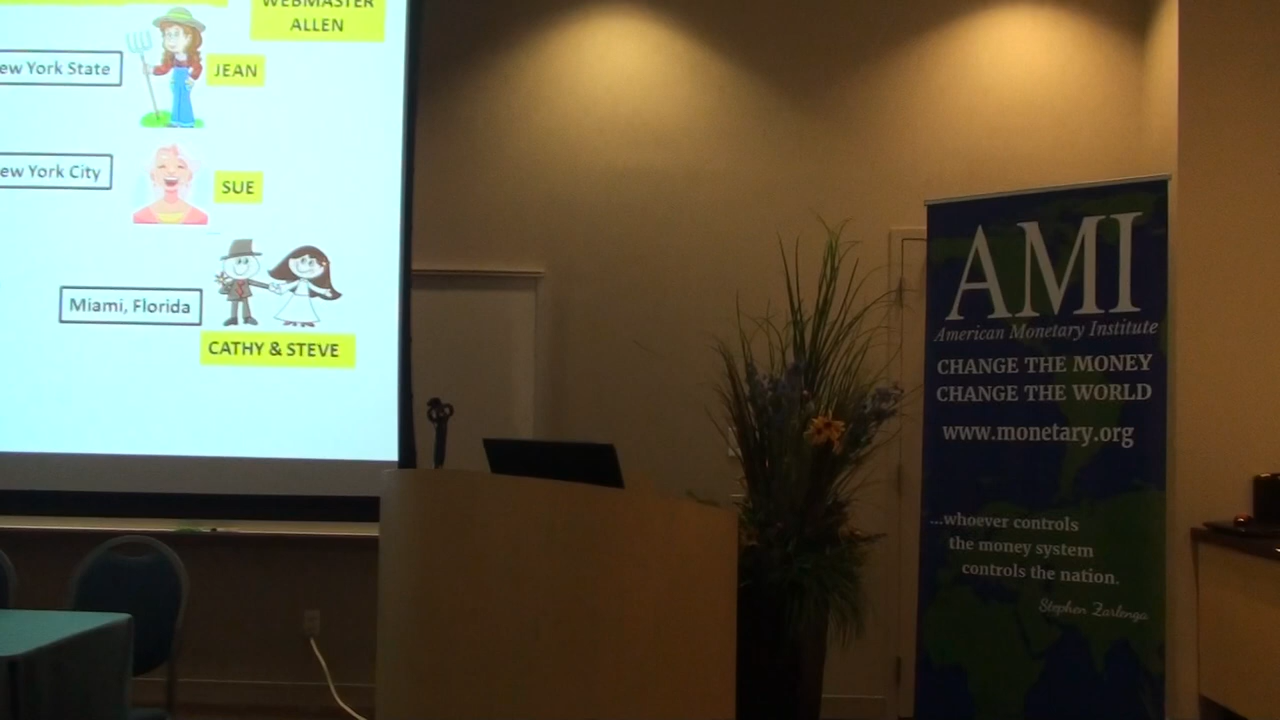 WEBMASTER
ALLEN
ew York State
JEAN
ew York City
SUE
Miami, Florida
CATHY & STEVE
AMI
American Monetary Institute
CHANGE THE MONEY
CHANGE THE WORLD
www.monetary.org
...whoever controls
the money system
controls the nation.
Stephen Zarlenga